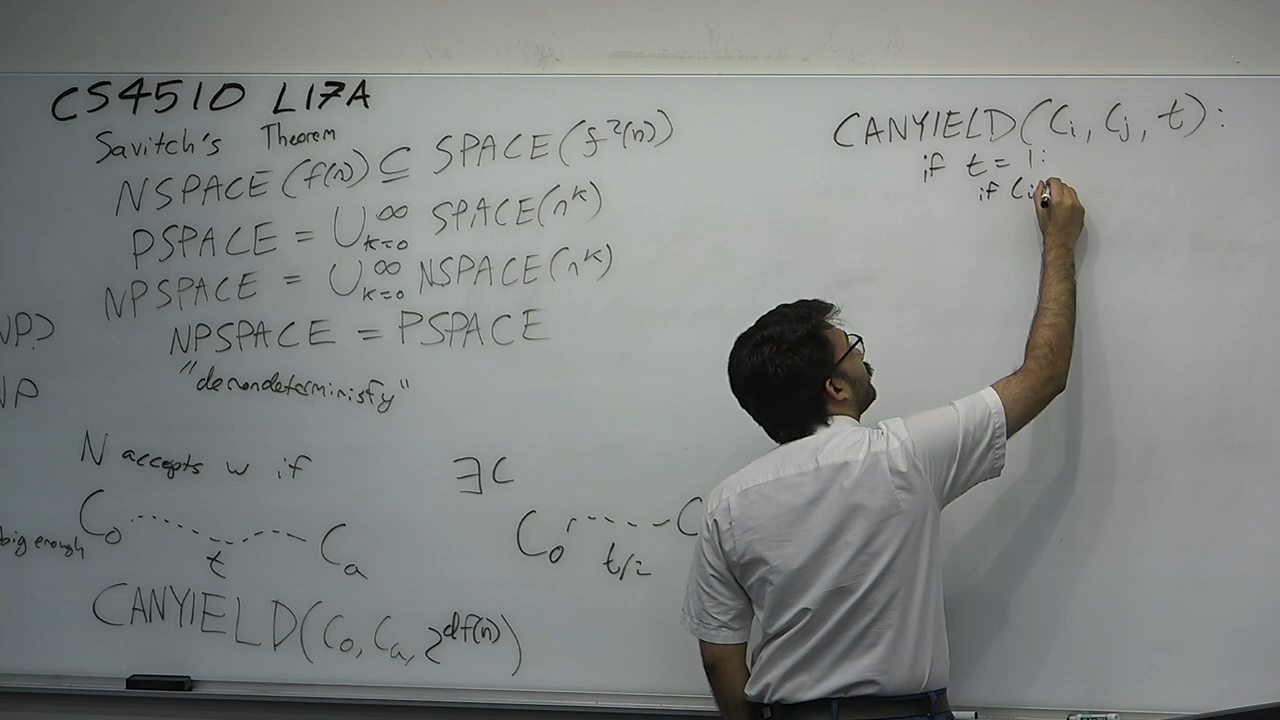 CS4510 L17A
Savitch's Theorem
NSPACE(f(n)) ⊆ SPACE(f²(n))
PSPACE = ⋃_{k=0}^∞ SPACE(n^k)
NPSPACE = ⋃_{k=0}^∞ NSPACE(n^k)
NPSPACE = PSPACE
"denondeterministfy"
NP?
NP
N accepts w if
C₀ ------ Cₐ
t
big enough
CANYIELD(C₀, Cₐ, 2^{df(n)})
∃C
C₀ ---- C
t/2
CANYIELD(Cᵢ, Cⱼ, t):
if t = 1:
if Cᵢ